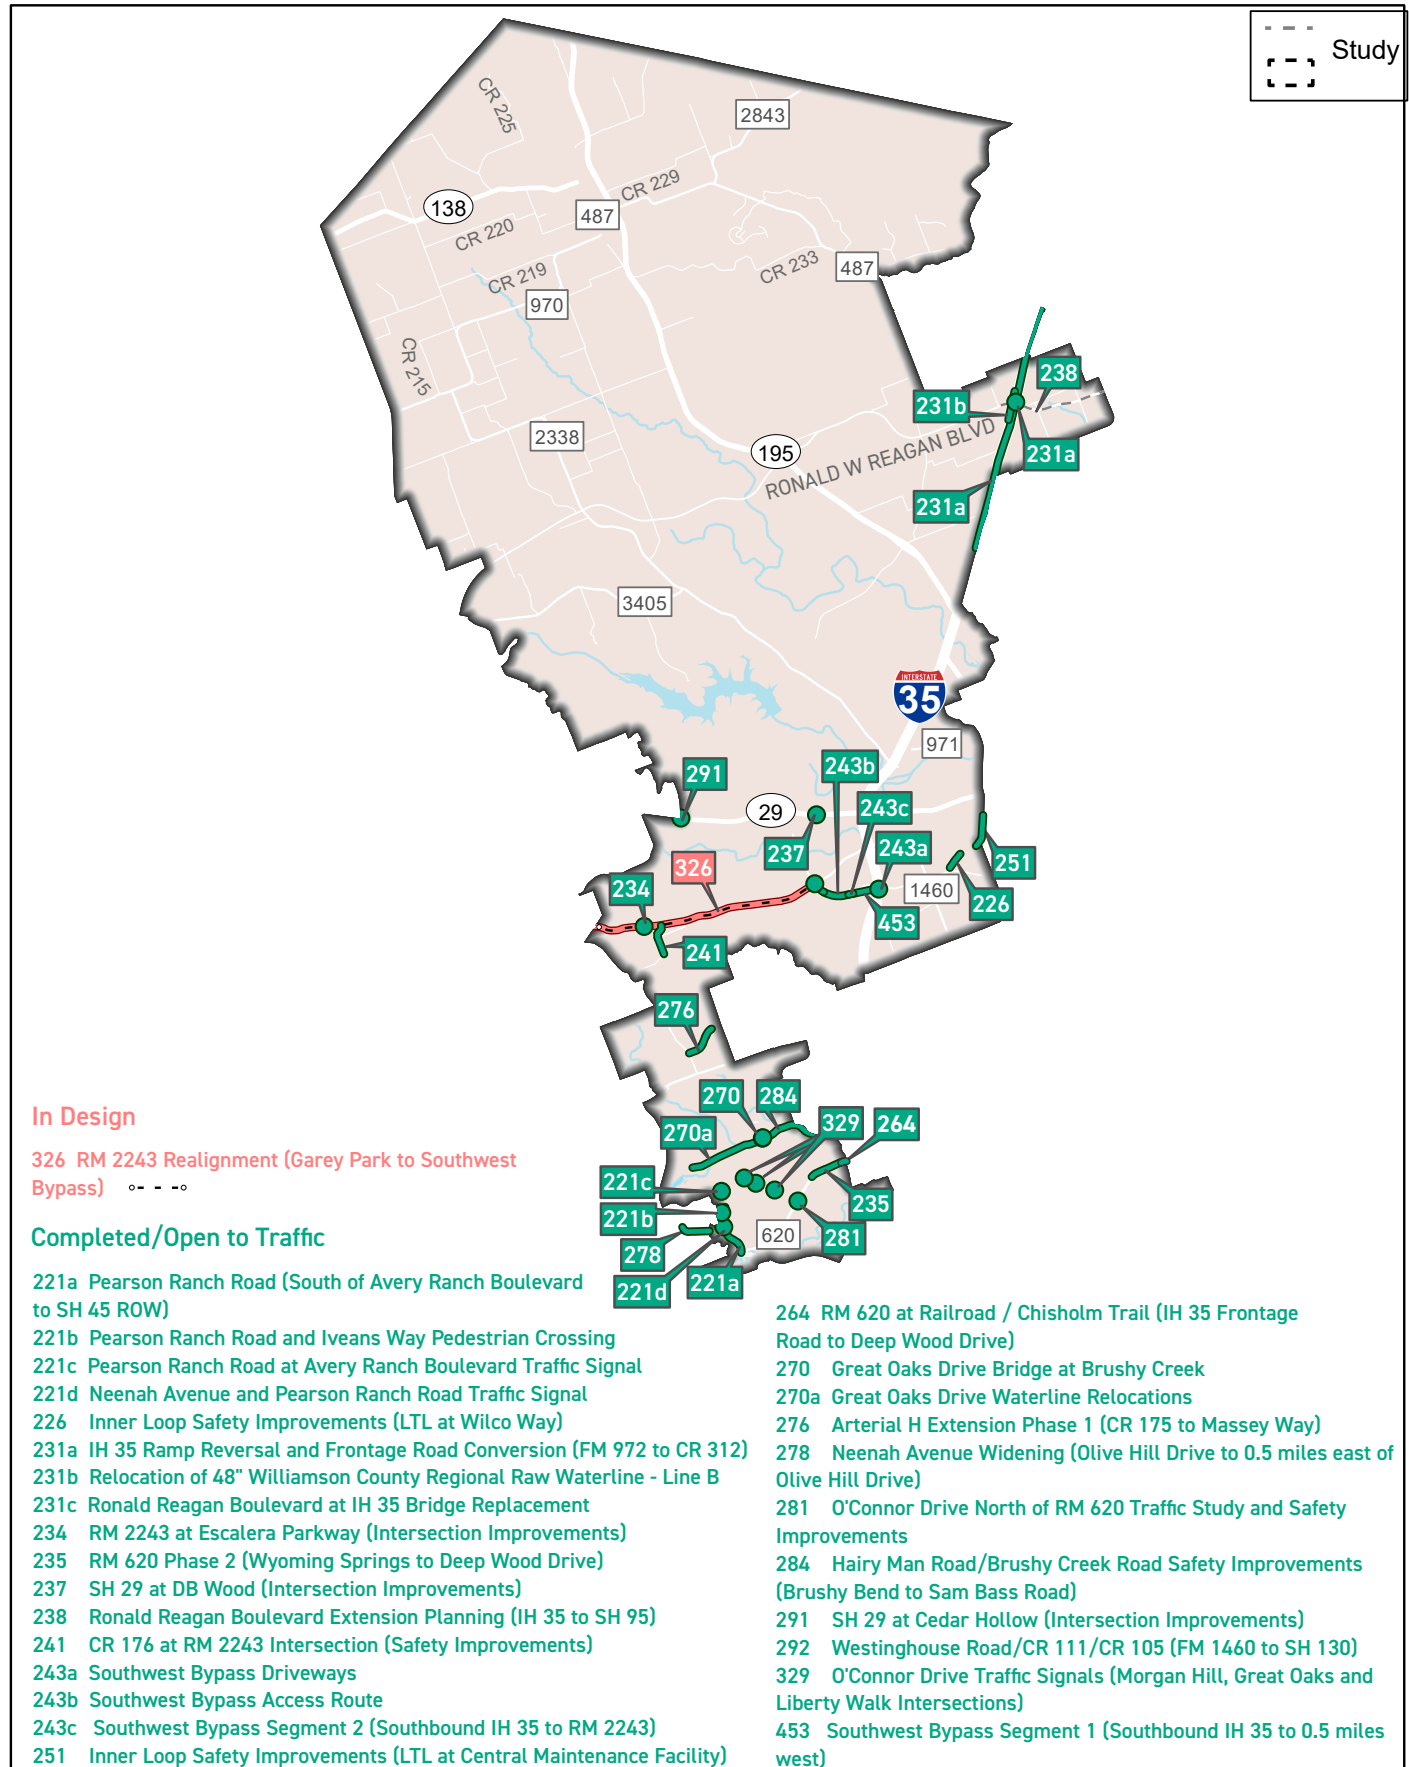 Study
CR 225
2843
CR 229
138
487
CR 220
CR 233
487
CR 219
970
CR 215
238
231b
2338
195
RONALD W REAGAN BLVD
231a
231a
3405
INTERSTATE
35
971
291
243b
29
243c
237
243a
251
326
234
1460
226
453
241
276
270
284
329
264
270a
221c
235
221b
620
281
278
221d
221a
In Design
326 RM 2243 Realignment (Garey Park to Southwest
Bypass)
Completed/Open to Traffic
221a Pearson Ranch Road (South of Avery Ranch Boulevard
to SH 45 ROW)
221b Pearson Ranch Road and Iveans Way Pedestrian Crossing
221c Pearson Ranch Road at Avery Ranch Boulevard Traffic Signal
221d Neenah Avenue and Pearson Ranch Road Traffic Signal
226 Inner Loop Safety Improvements (LTL at Wilco Way)
231a IH 35 Ramp Reversal and Frontage Road Conversion (FM 972 to CR 312)
231b Relocation of 48" Williamson County Regional Raw Waterline - Line B
231c Ronald Reagan Boulevard at IH 35 Bridge Replacement
234 RM 2243 at Escalera Parkway (Intersection Improvements)
235 RM 620 Phase 2 (Wyoming Springs to Deep Wood Drive)
237 SH 29 at DB Wood (Intersection Improvements)
238 Ronald Reagan Boulevard Extension Planning (IH 35 to SH 95)
241 CR 176 at RM 2243 Intersection (Safety Improvements)
243a Southwest Bypass Driveways
243b Southwest Bypass Access Route
243c Southwest Bypass Segment 2 (Southbound IH 35 to RM 2243)
251 Inner Loop Safety Improvements (LTL at Central Maintenance Facility)
264 RM 620 at Railroad / Chisholm Trail (IH 35 Frontage
Road to Deep Wood Drive)
270 Great Oaks Drive Bridge at Brushy Creek
270a Great Oaks Drive Waterline Relocations
276 Arterial H Extension Phase 1 (CR 175 to Massey Way)
278 Neenah Avenue Widening (Olive Hill Drive to 0.5 miles east of
Olive Hill Drive)
281 O'Connor Drive North of RM 620 Traffic Study and Safety
Improvements
284 Hairy Man Road/Brushy Creek Road Safety Improvements
(Brushy Bend to Sam Bass Road)
291 SH 29 at Cedar Hollow (Intersection Improvements)
292 Westinghouse Road/CR 111/CR 105 (FM 1460 to SH 130)
329 O'Connor Drive Traffic Signals (Morgan Hill, Great Oaks and
Liberty Walk Intersections)
453 Southwest Bypass Segment 1 (Southbound IH 35 to 0.5 miles
west)